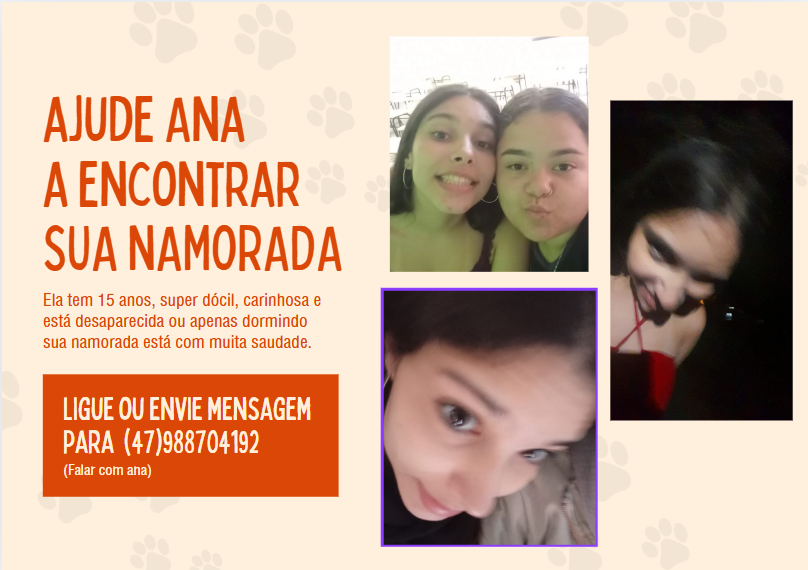 AJUDE ANA
A ENCONTRAR
SUA NAMORADA
Ela tem 15 anos, super dócil, carinhosa e
está desaparecida ou apenas dormindo
sua namorada está com muita saudade.
LIGUE OU ENVIE MENSAGEM
PARA (47)988704192
(Falar com ana)